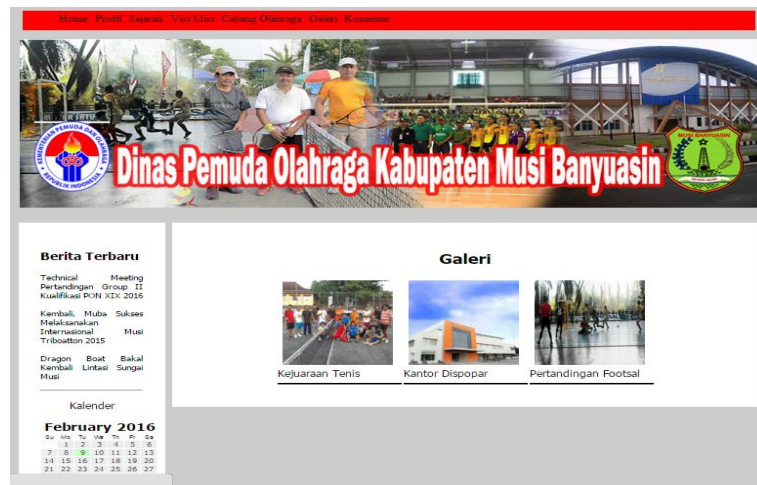 Home Profil Sejarah Visi Misi Cabang Olahraga Galeri Komentar
KEMENTERIAN PEMUDA DAN OLAHRAGA
REPUBLIK INDONESIA
Dinas Pemuda Olahraga Kabupaten Musi Banyuasin
MUSI BANYUASIN
Berita Terbaru
Technical Meeting
Pertandingan Group II
Kualifikasi PON XIX 2016
Kembali, Muba Sukses
Melaksanakan
Internasional Musi
Triboatton 2015
Dragon Boat Bakal
Kembali Lintasi Sungai
Musi
Kalender
February 2016
Su Mo Tu We Th Fr Sa
1 2 3 4 5 6
7 8 9 10 11 12 13
14 15 16 17 18 19 20
21 22 23 24 25 26 27
Galeri
Kejuaraan Tenis
Kantor Dispopar
Pertandingan Footsal